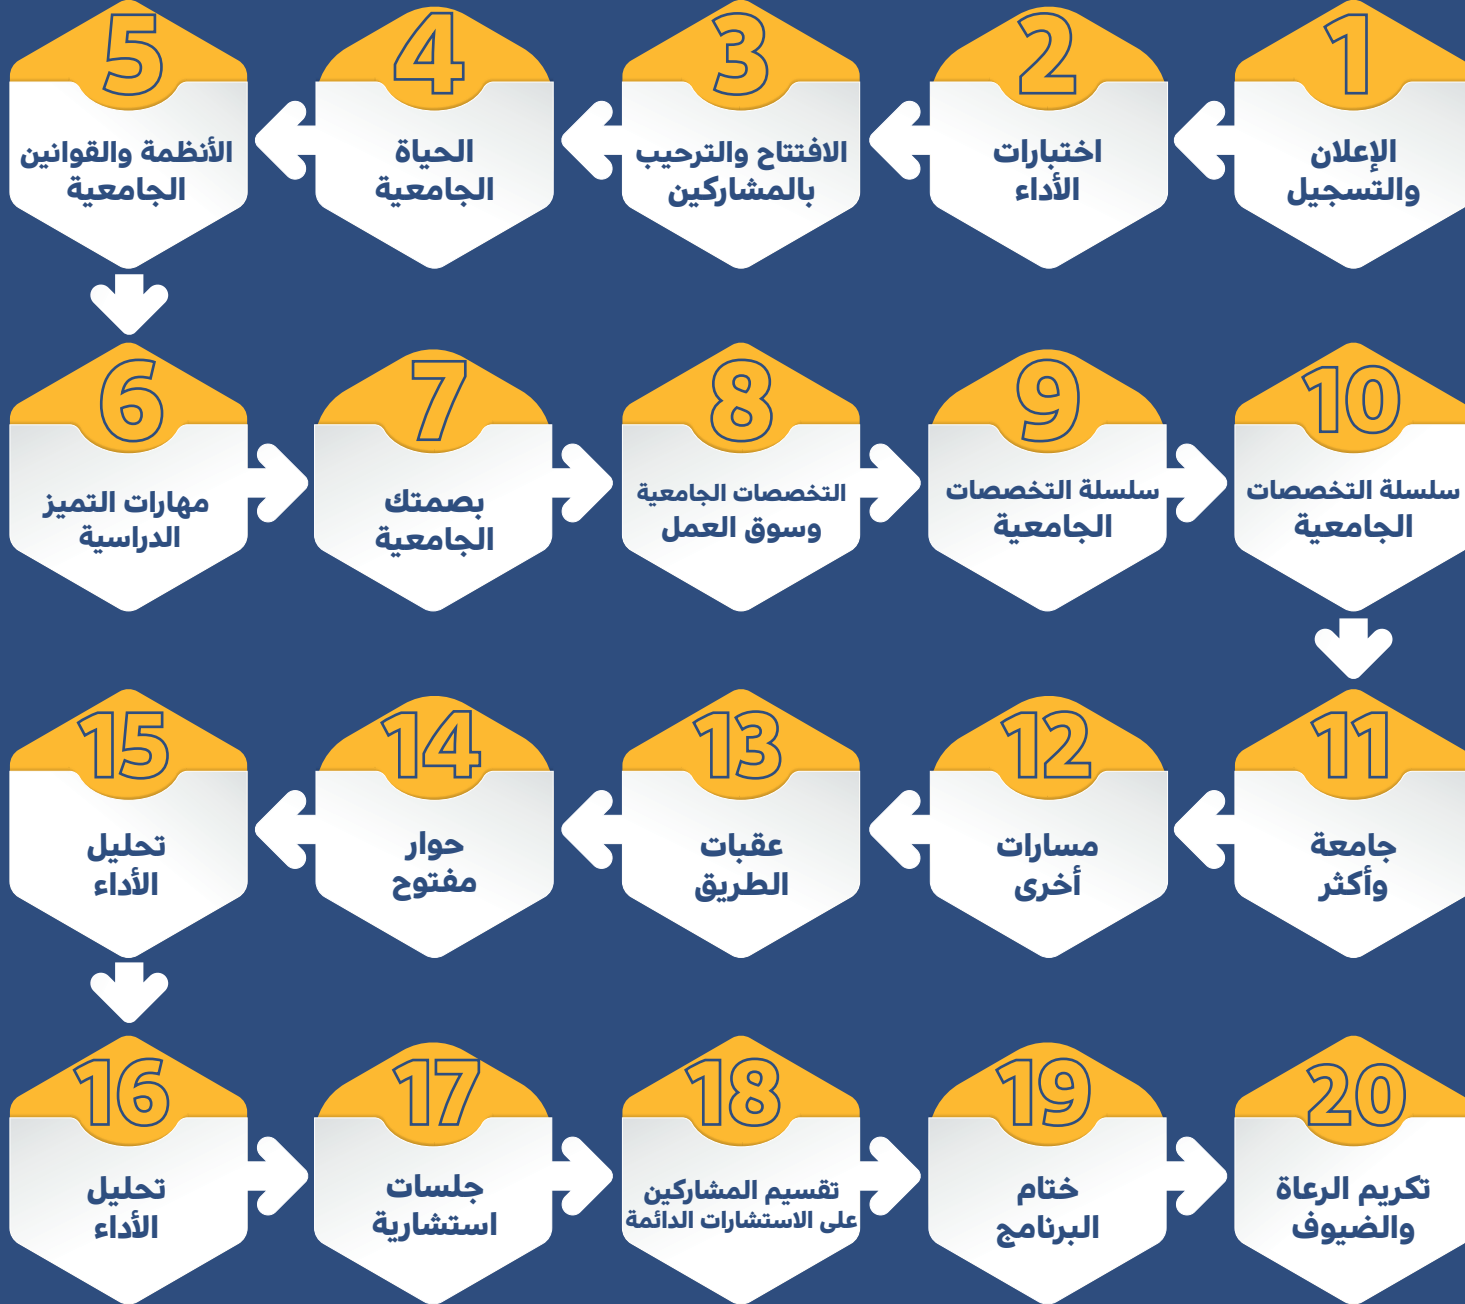 1
الإعلان
والتسجيل
2
اختبارات
الأداء
3
الافتتاح والترحيب
بالمشاركين
4
الحياة
الجامعية
5
الأنظمة والقوانين
الجامعية
6
مهارات التميز
الدراسية
7
بصمتك
الجامعية
8
التخصصات الجامعية
وسوق العمل
9
سلسلة التخصصات
الجامعية
10
سلسلة التخصصات
الجامعية
11
جامعة
وأكثر
12
مسارات
أخرى
13
عقبات
الطريق
14
حوار
مفتوح
15
تحليل
الأداء
16
تحليل
الأداء
17
جلسات
استشارية
18
تقسيم المشاركين
على الاستشارات الدائمة
19
ختام
البرنامج
20
تكريم الرعاة
والضيوف